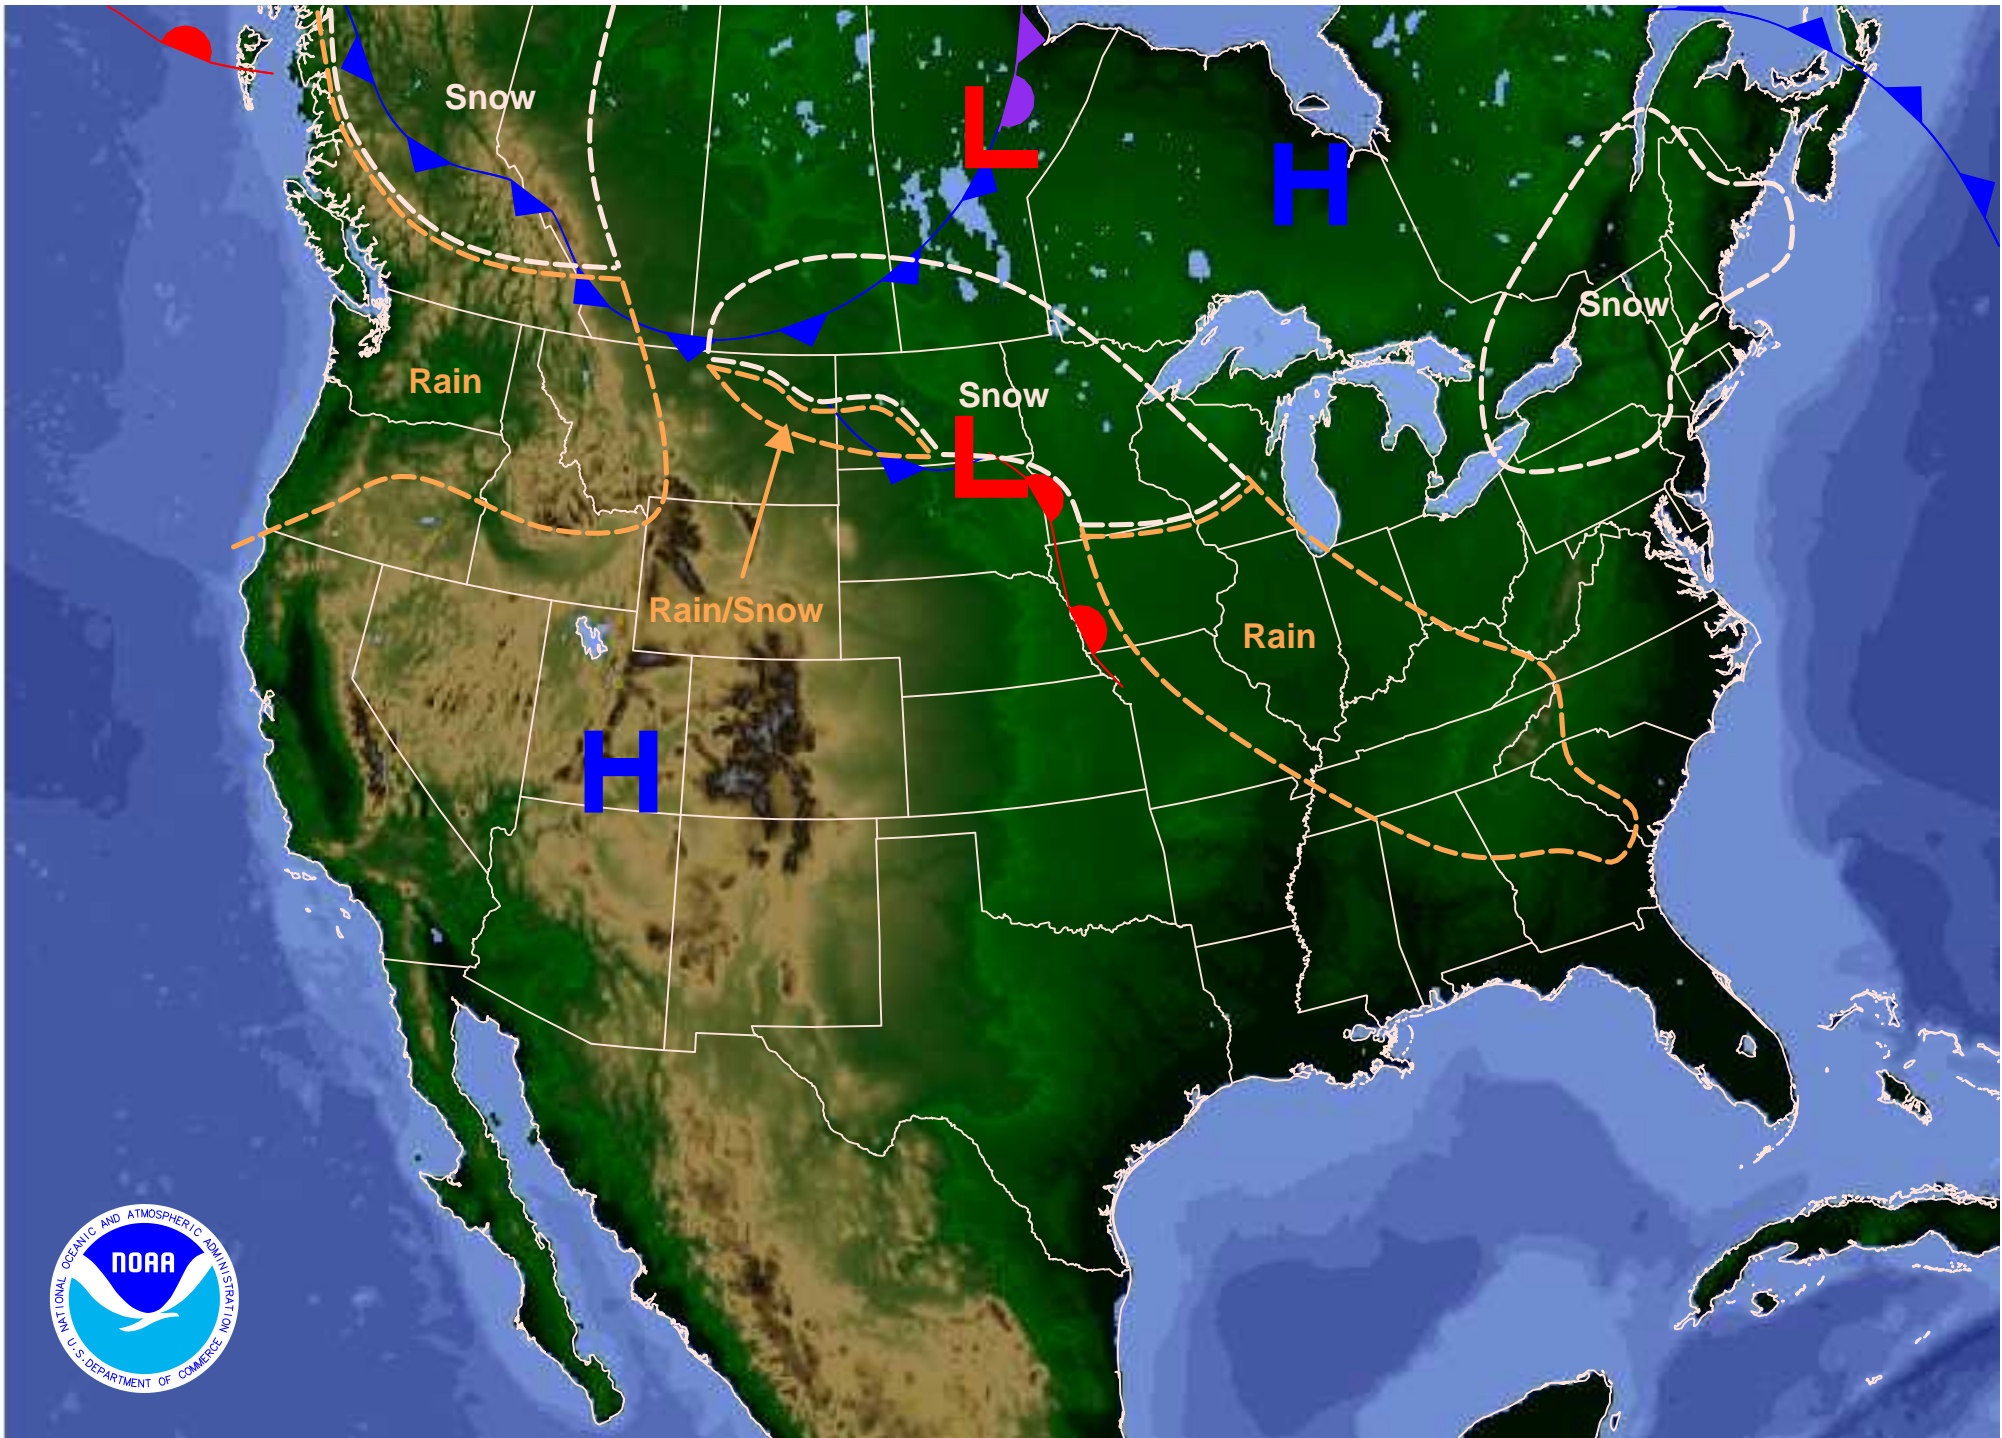 Snow
L
H
Snow
Rain
Snow
L
Rain/Snow
Rain
H
NATIONAL OCEANIC AND ATMOSPHERIC ADMINISTRATION
NOAA
U.S. DEPARTMENT OF COMMERCE